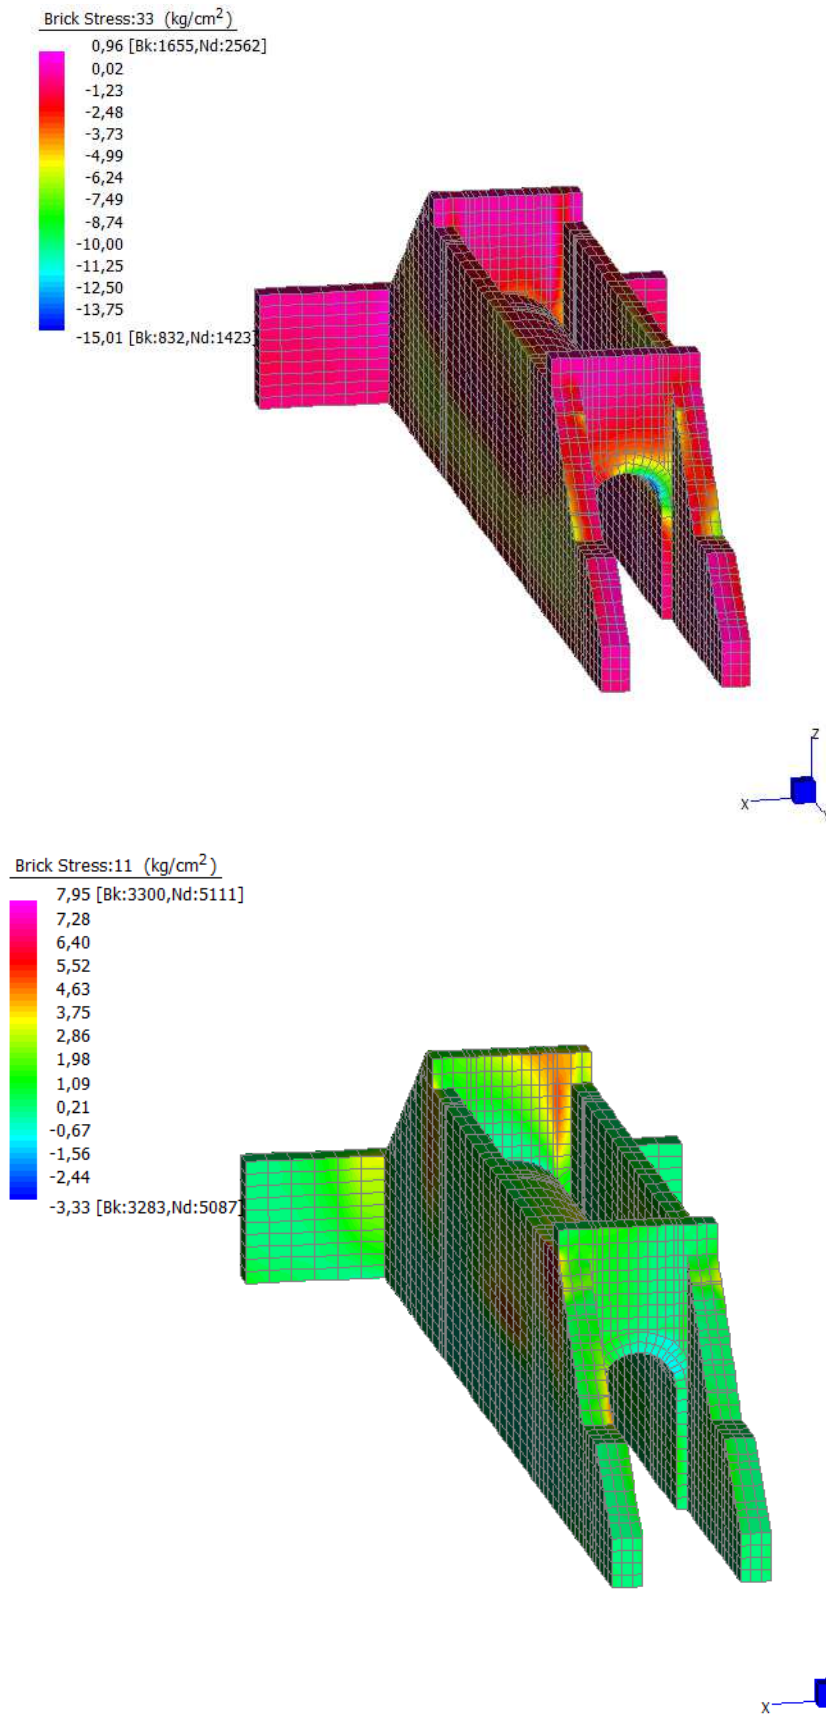 Brick Stress:33 (kg/cm2)
0,96 [Bk:1655,Nd:2562]
0,02
-1,23
-2,48
-3,73
-4,99
-6,24
-7,49
-8,74
-10,00
-11,25
-12,50
-13,75
-15,01 [Bk:832,Nd:1423]
Z
X
Brick Stress:11 (kg/cm2)
7,95 [Bk:3300,Nd:5111]
7,28
6,40
5,52
4,63
3,75
2,86
1,98
1,09
0,21
-0,67
-1,56
-2,44
-3,33 [Bk:3283,Nd:5087]
X